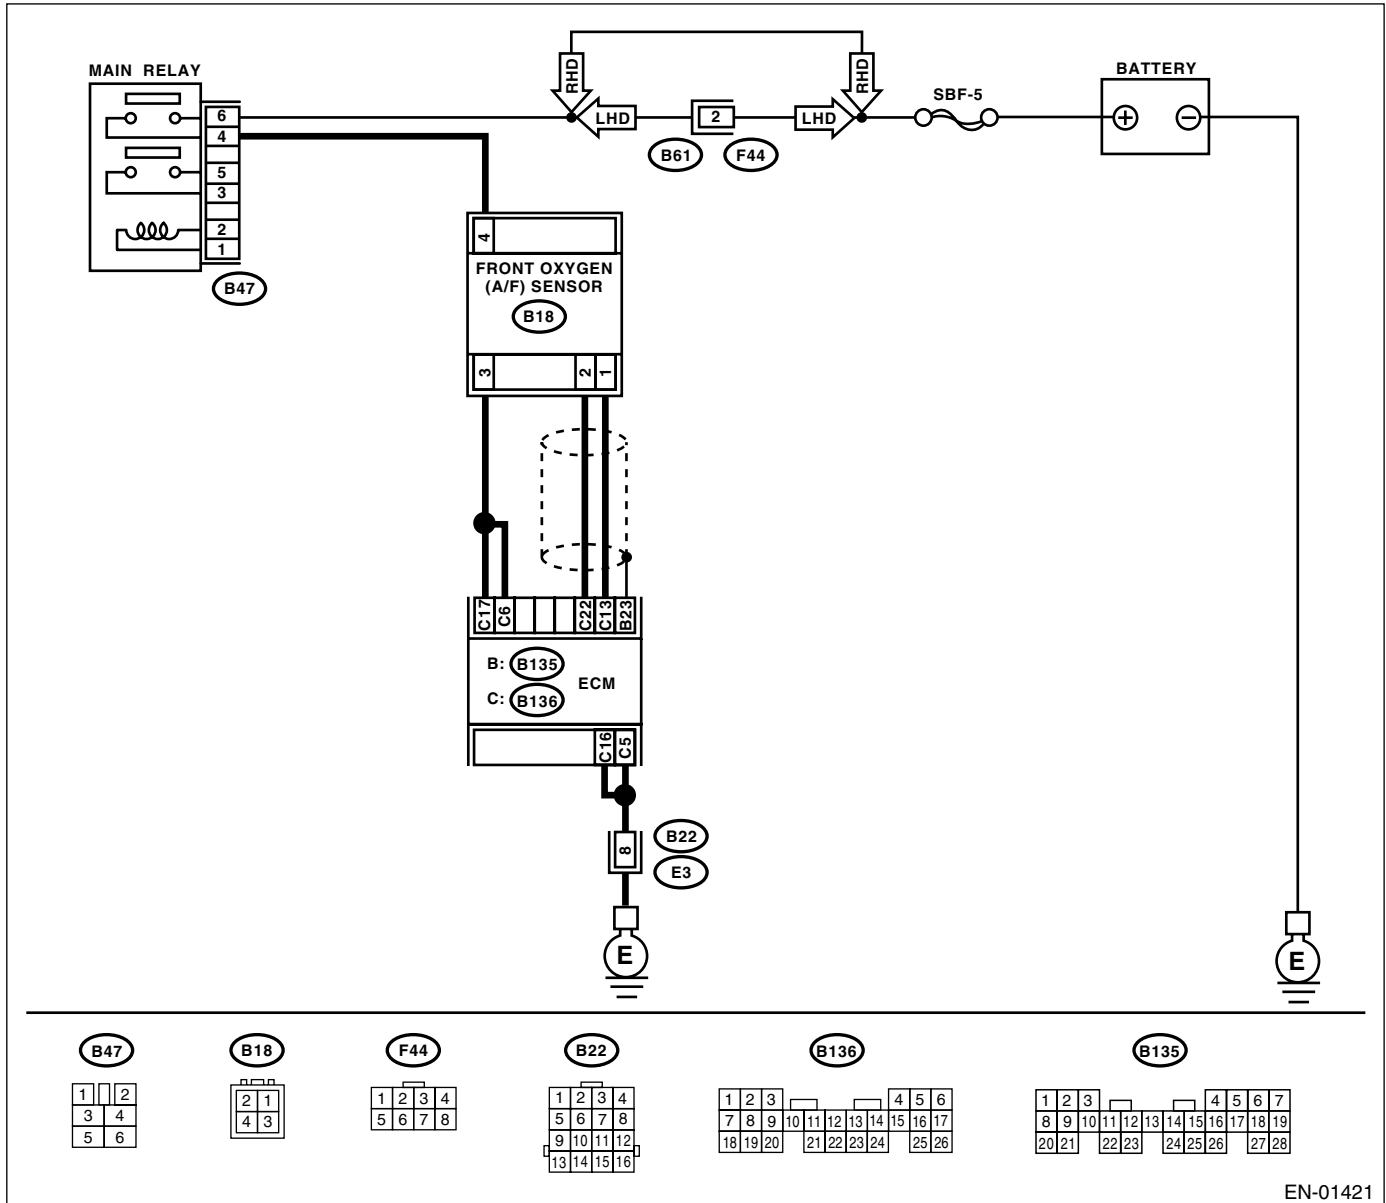 MAIN RELAY
6
4
5
3
2
1
B47
RHD
RHD
LHD
2
LHD
B61
F44
SBF-5
BATTERY
+
−
4
FRONT OXYGEN
(A/F) SENSOR
B18
3
2
1
C17
C6
C22
C13
B23
B: B135
C: B136
ECM
C16
C5
8
B22
E3
E
E
B47
B18
F44
B22
B136
B135
1 2
3 4
5 6
2 1
4 3
1 2 3 4
5 6 7 8
1 2 3 4
5 6 7 8
9 10 11 12
13 14 15 16
1 2 3 4 5 6
7 8 9 10 11 12 13 14 15 16 17
18 19 20 21 22 23 24 25 26
1 2 3 4 5 6 7
8 9 10 11 12 13 14 15 16 17 18 19
20 21 22 23 24 25 26 27 28
EN-01421